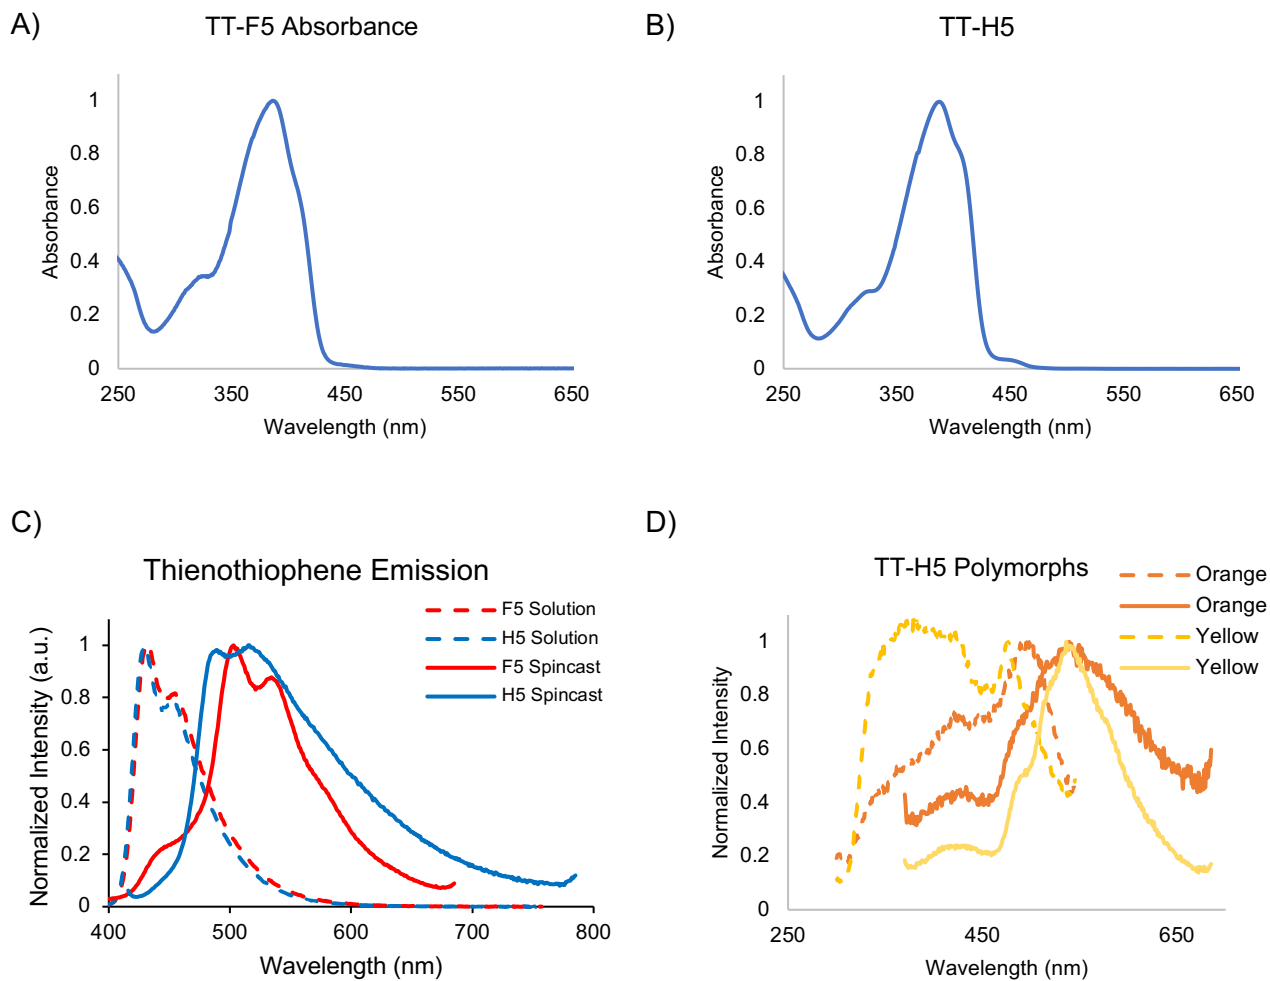 A)
TT-F5 Absorbance
Absorbance
1
0.8
0.6
0.4
0.2
0
250
350
450
550
650
Wavelength (nm)
B)
TT-H5
Absorbance
1
0.8
0.6
0.4
0.2
0
250
350
450
550
650
Wavelength (nm)
C)
Thienothiophene Emission
F5 Solution
H5 Solution
F5 Spincast
H5 Spincast
Normalized Intensity (a.u.)
1
0.8
0.6
0.4
0.2
0
400
500
600
700
800
Wavelength (nm)
D)
TT-H5 Polymorphs
Orange
Orange
Yellow
Yellow
Normalized Intensity
1
0.8
0.6
0.4
0.2
0
250
450
650
Wavelength (nm)